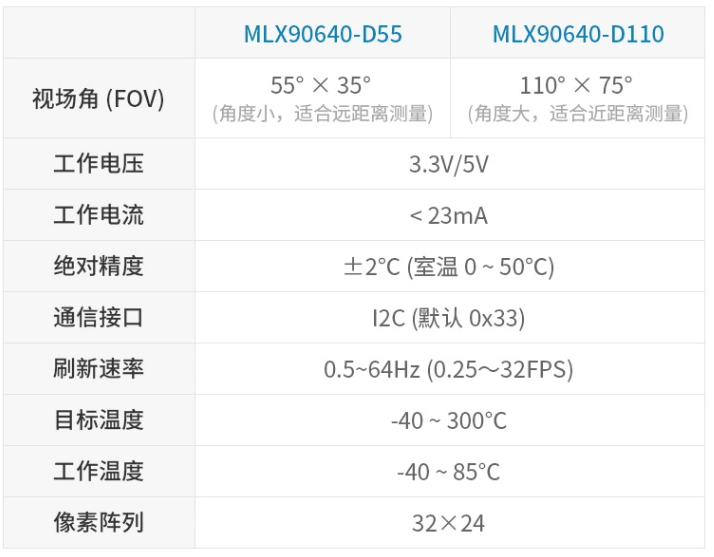 MLX90640-D55 MLX90640-D110
视场角 (FOV) 55° × 35° 110° × 75°
(角度小，适合远距离测量) (角度大，适合近距离测量)
工作电压 3.3V/5V
工作电流 < 23mA
绝对精度 ±2°C (室温 0 ~ 50°C)
通信接口 I2C (默认 0x33)
刷新速率 0.5~64Hz (0.25～32FPS)
目标温度 -40 ~ 300°C
工作温度 -40 ~ 85°C
像素阵列 32×24